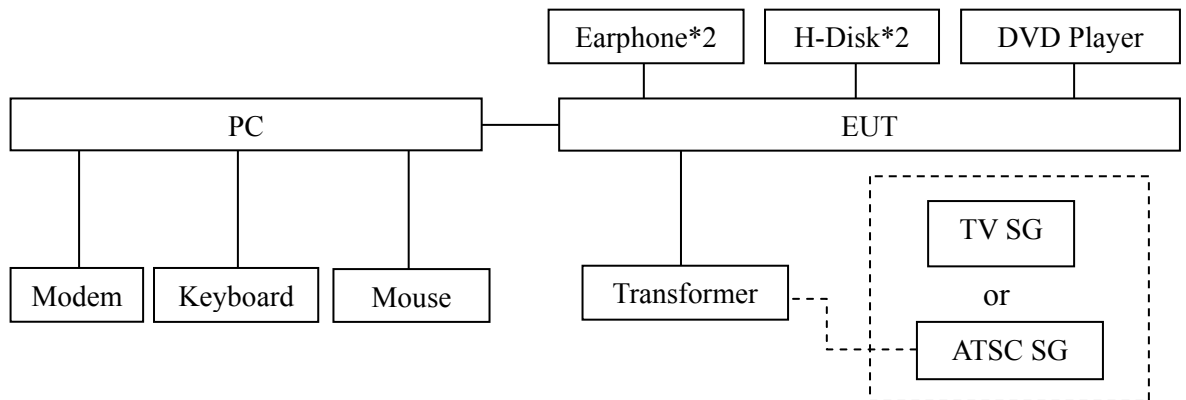 Earphone*2
H-Disk*2
DVD Player
PC
EUT
TV SG
Modem
Keyboard
Mouse
Transformer
or
ATSC SG